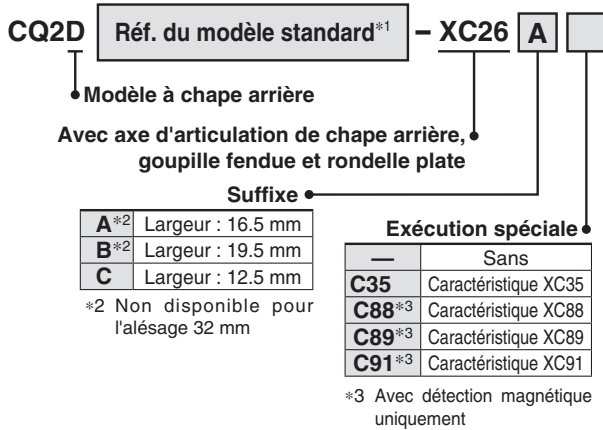 CQ2D Réf. du modèle standard*1 – XC26 A
Modèle à chape arrière
Avec axe d'articulation de chape arrière,
goupille fendue et rondelle plate
Suffixe
A*2 Largeur : 16.5 mm
B*2 Largeur : 19.5 mm
C Largeur : 12.5 mm
*2 Non disponible pour
l'alésage 32 mm
Exécution spéciale
— Sans
C35 Caractéristique XC35
C88*3 Caractéristique XC88
C89*3 Caractéristique XC89
C91*3 Caractéristique XC91
*3 Avec détection magnétique
uniquement